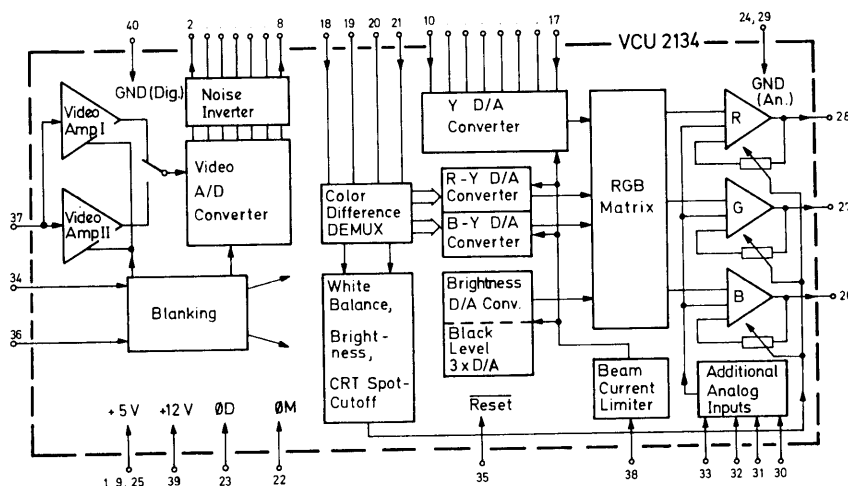 40 2 8 18 19 20 21 10 17 24, 29
VCU 2134
GND (Dig.)
GND
(An.)
Video
Amp I
Noise
Inverter
Y D/A
Converter
R
28
Video
A/D
Converter
R-Y D/A
Converter
RGB
Matrix
Color
Difference
DEMUX
B-Y D/A
Converter
G
27
37
Video
Amp II
34
Blanking
White
Balance,
Bright-
ness,
CRT Spot-
Cutoff
Brightness
D/A Conv.
Black
Level
3 x D/A
B
36
Beam
Current
Limiter
Additional
Analog
Inputs
+5V +12V ØD ØM
Reset
1, 9, 25 39 23 22 35 38 33 32 31 30